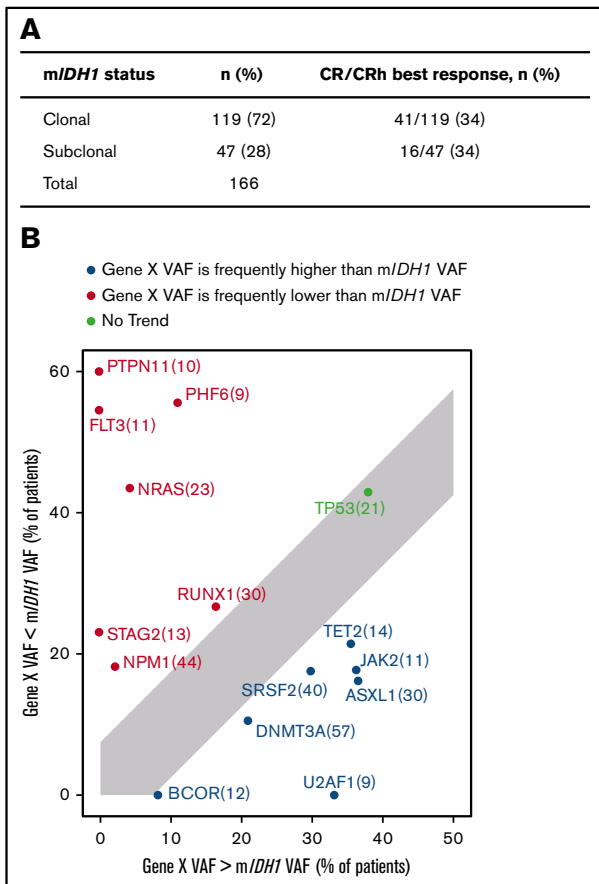 A
mIDH1 status n (%) CR/CRh best response, n (%)
Clonal 119 (72) 41/119 (34)
Subclonal 47 (28) 16/47 (34)
Total 166
B
Gene X VAF is frequently higher than mIDH1 VAF
Gene X VAF is frequently lower than mIDH1 VAF
No Trend
60
PTPN11(10)
PHF6(9)
FLT3(11)
NRAS(23)
40
TP53(21)
RUNX1(30)
STAG2(13)
TET2(14)
20
NPM1(44)
JAK2(11)
SRSF2(40)
ASXL1(30)
DNMT3A(57)
U2AF1(9)
0
BCOR(12)
Gene X VAF < mIDH1 VAF (% of patients)
0 10 20 30 40 50
Gene X VAF > mIDH1 VAF (% of patients)